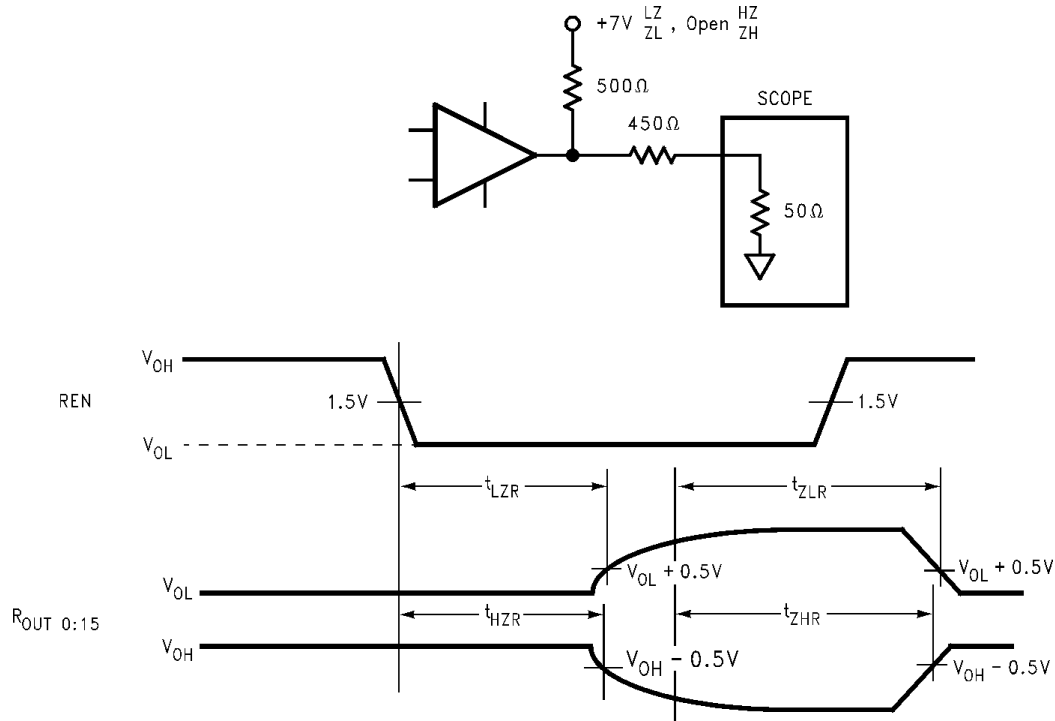 +7V LZ ZL , Open HZ ZH
500Ω
SCOPE
450Ω
50Ω
VOH
REN
1.5V
1.5V
VOL
tLZR
tZLR
VOL + 0.5V
VOL + 0.5V
VOL
ROUT 0:15
tHZR
tZHR
VOH
VOH − 0.5V
VOH − 0.5V